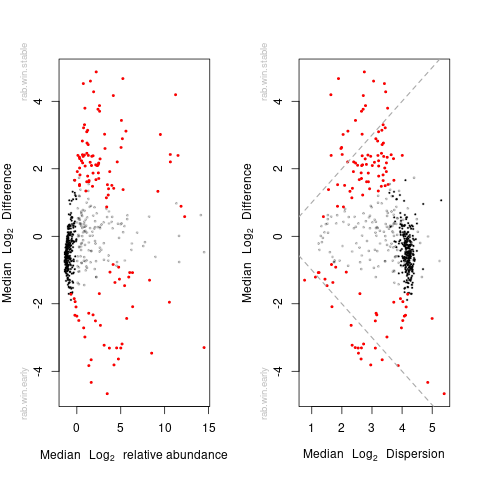 rab.win.stable
rab.win.early
Median Log2 Difference
4
2
0
-2
-4
0 5 10 15
Median Log2 relative abundance
rab.win.stable
rab.win.early
Median Log2 Difference
4
2
0
-2
-4
1 2 3 4 5
Median Log2 Dispersion